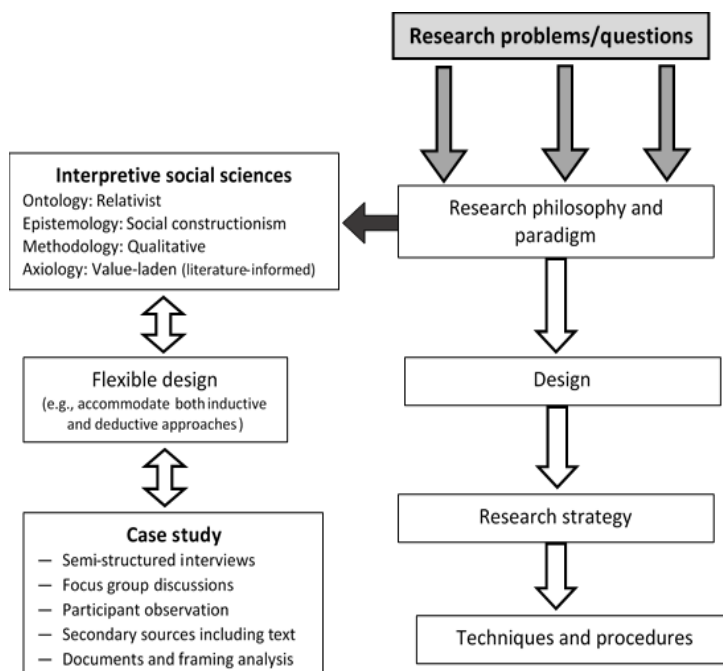 Research problems/questions
Interpretive social sciences
Ontology: Relativist
Epistemology: Social constructionism
Methodology: Qualitative
Axiology: Value-laden (literature-informed)
Research philosophy and
paradigm
Flexible design
(e.g., accommodate both inductive
and deductive approaches)
Design
Case study
— Semi-structured interviews
— Focus group discussions
— Participant observation
— Secondary sources including text
— Documents and framing analysis
Research strategy
Techniques and procedures